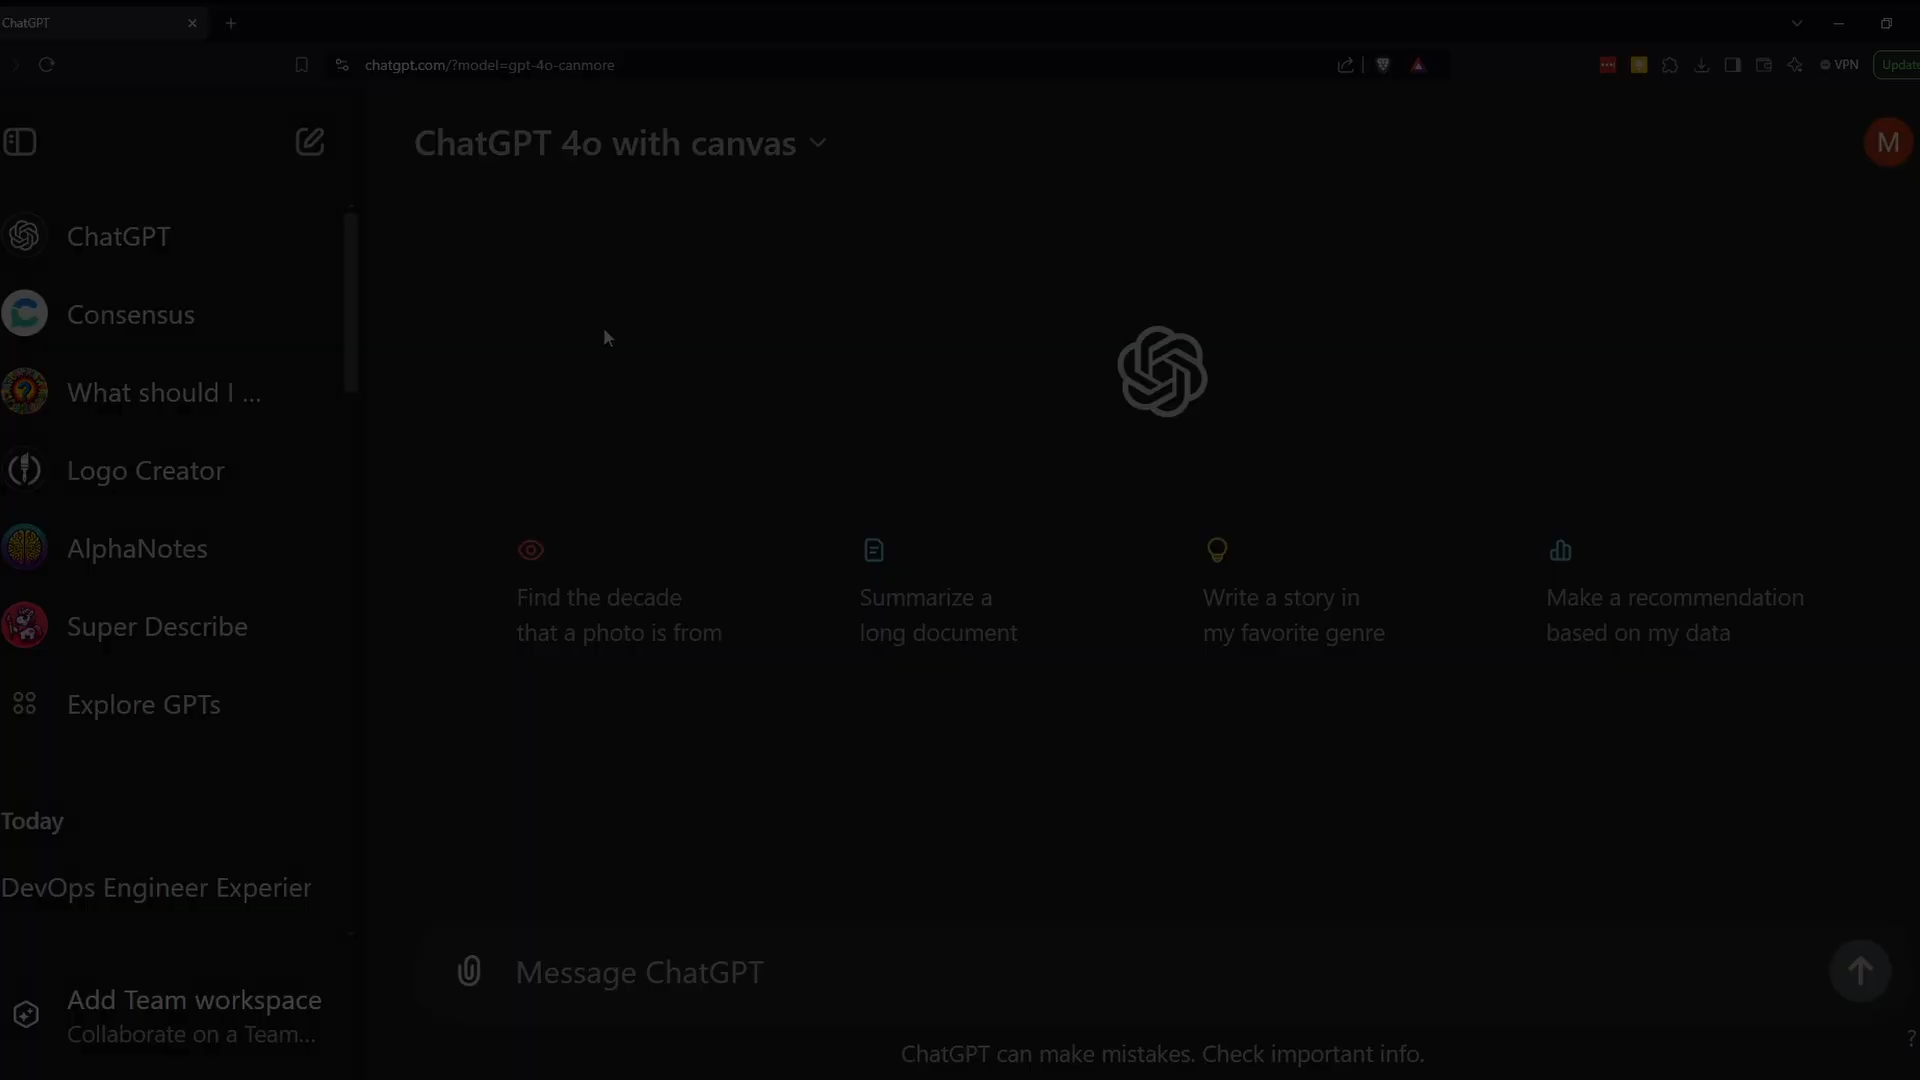 ChatGPT
chatgpt.com/?model=gpt-4o-canmore
VPN
Update
ChatGPT 4o with canvas
M
ChatGPT
Consensus
What should I ...
Logo Creator
AlphaNotes
Super Describe
Explore GPTs
Find the decade
that a photo is from
Summarize a
long document
Write a story in
my favorite genre
Make a recommendation
based on my data
Today
DevOps Engineer Experier
Message ChatGPT
Add Team workspace
Collaborate on a Team...
ChatGPT can make mistakes. Check important info.
?